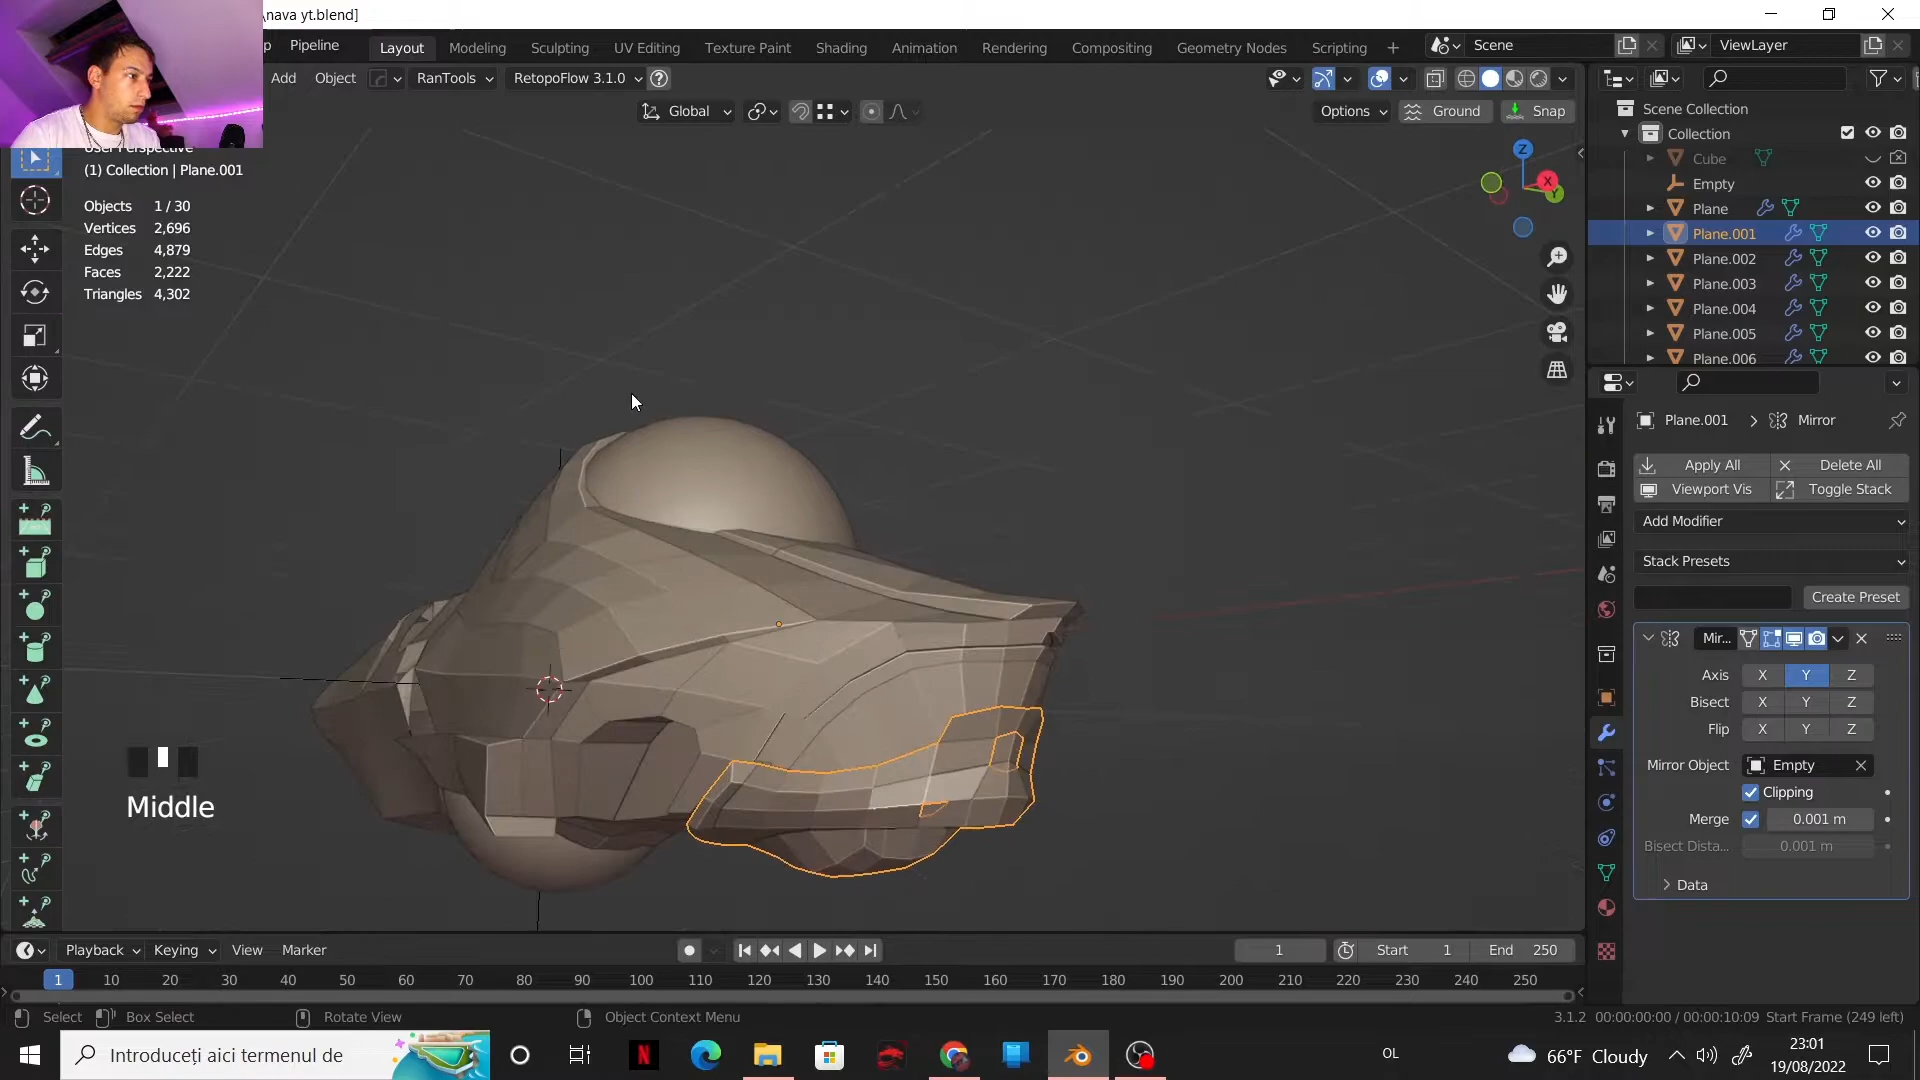 \nava yt.blend]
p Pipeline Layout Modeling Sculpting UV Editing Texture Paint Shading Animation Rendering Compositing Geometry Nodes Scripting + Scene ViewLayer
Add Object RanTools RetopoFlow 3.1.0
Global Options Ground Snap
User Perspective
(1) Collection | Plane.001
Objects 1 / 30
Vertices 2,696
Edges 4,879
Faces 2,222
Triangles 4,302
Z
X
Y
Middle
Scene Collection
Collection
Cube
Empty
Plane
Plane.001
Plane.002
Plane.003
Plane.004
Plane.005
Plane.006
Plane.001 > Mirror
Apply All Delete All
Viewport Vis Toggle Stack
Add Modifier
Stack Presets
Create Preset
Mir...
Axis X Y Z
Bisect X Y Z
Flip X Y Z
Mirror Object Empty
Clipping
Merge 0.001 m
Bisect Dista... 0.001 m
Data
Playback Keying View Marker 1 Start 1 End 250
1 10 20 30 40 50 60 70 80 90 100 110 120 130 140 150 160 170 180 190 200 210 220 230 240 250
Select Box Select Rotate View Object Context Menu 3.1.2 00:00:00:00 / 00:00:10:09 Start Frame (249 left)
Introduceți aici termenul de OL 66°F Cloudy 23:01
19/08/2022